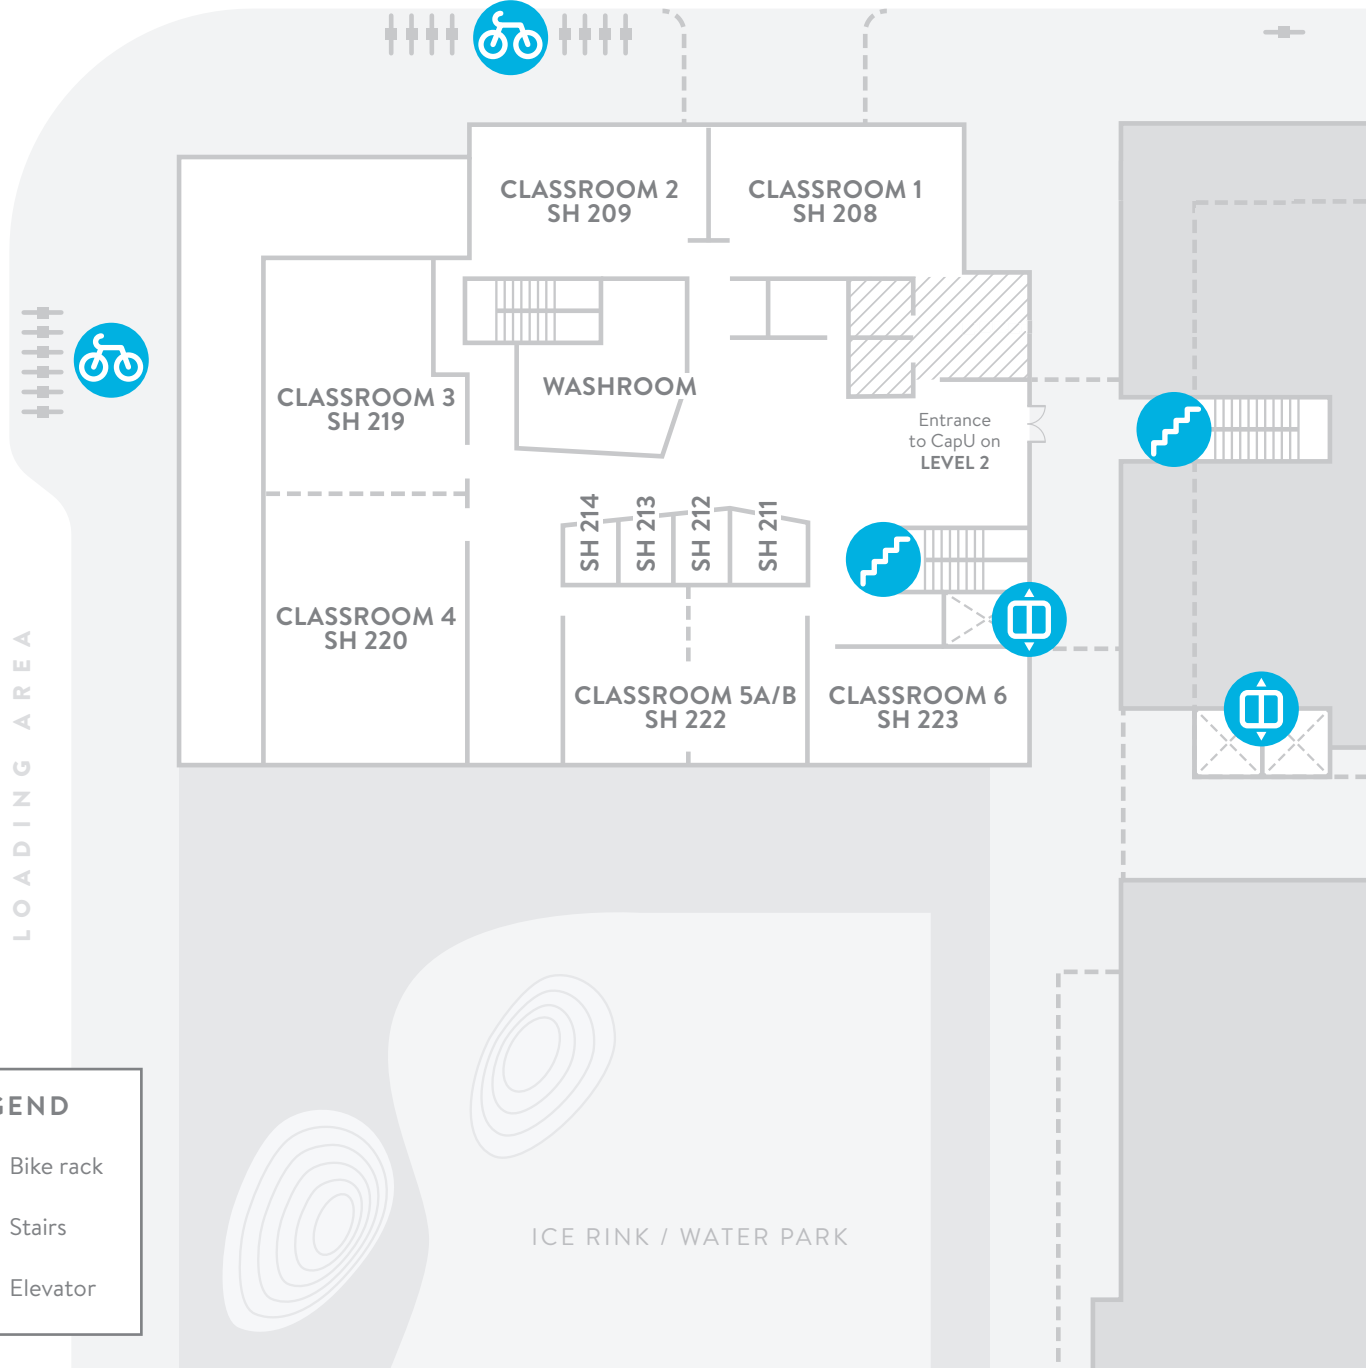 CLASSROOM 2
SH 209
CLASSROOM 1
SH 208
CLASSROOM 3
SH 219
WASHROOM
Entrance
to CapU on
LEVEL 2
SH 214
SH 213
SH 212
SH 211
CLASSROOM 4
SH 220
CLASSROOM 5A/B
SH 222
CLASSROOM 6
SH 223
LOADING AREA
GEND
Bike rack
Stairs
Elevator
ICE RINK / WATER PARK